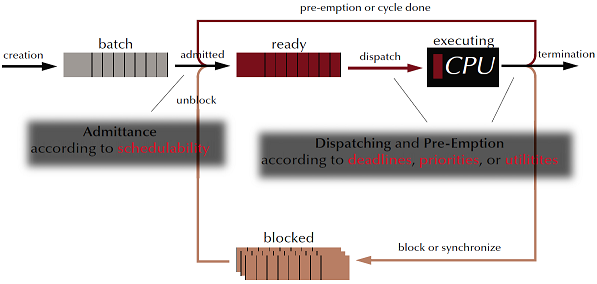 pre-emption or cycle done
creation
batch
admitted
ready
dispatch
executing
CPU
termination
unblock
Admittance
according to schedulability
Dispatching and Pre-Emption
according to deadlines, priorities, or utilities
block or synchronize
blocked